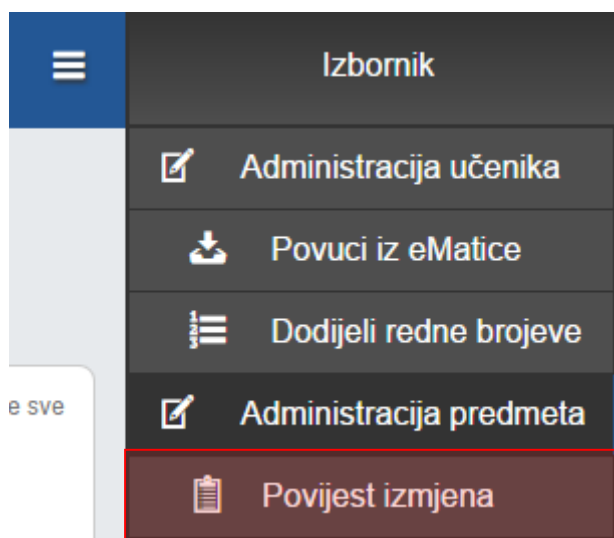 Izbornik
Administracija učenika
Povuci iz eMatice
Dodijeli redne brojeve
e sve
Administracija predmeta
Povijest izmjena